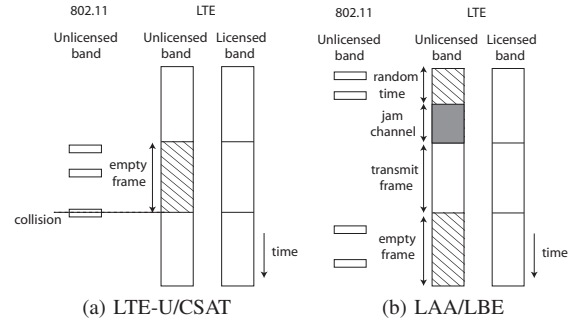 802.11
LTE
Unlicensed
band
Unlicensed
band
Licensed
band
empty
frame
collision
time
(a) LTE-U/CSAT
802.11
LTE
Unlicensed
band
Unlicensed
band
Licensed
band
random
time
jam
channel
transmit
frame
empty
frame
time
(b) LAA/LBE